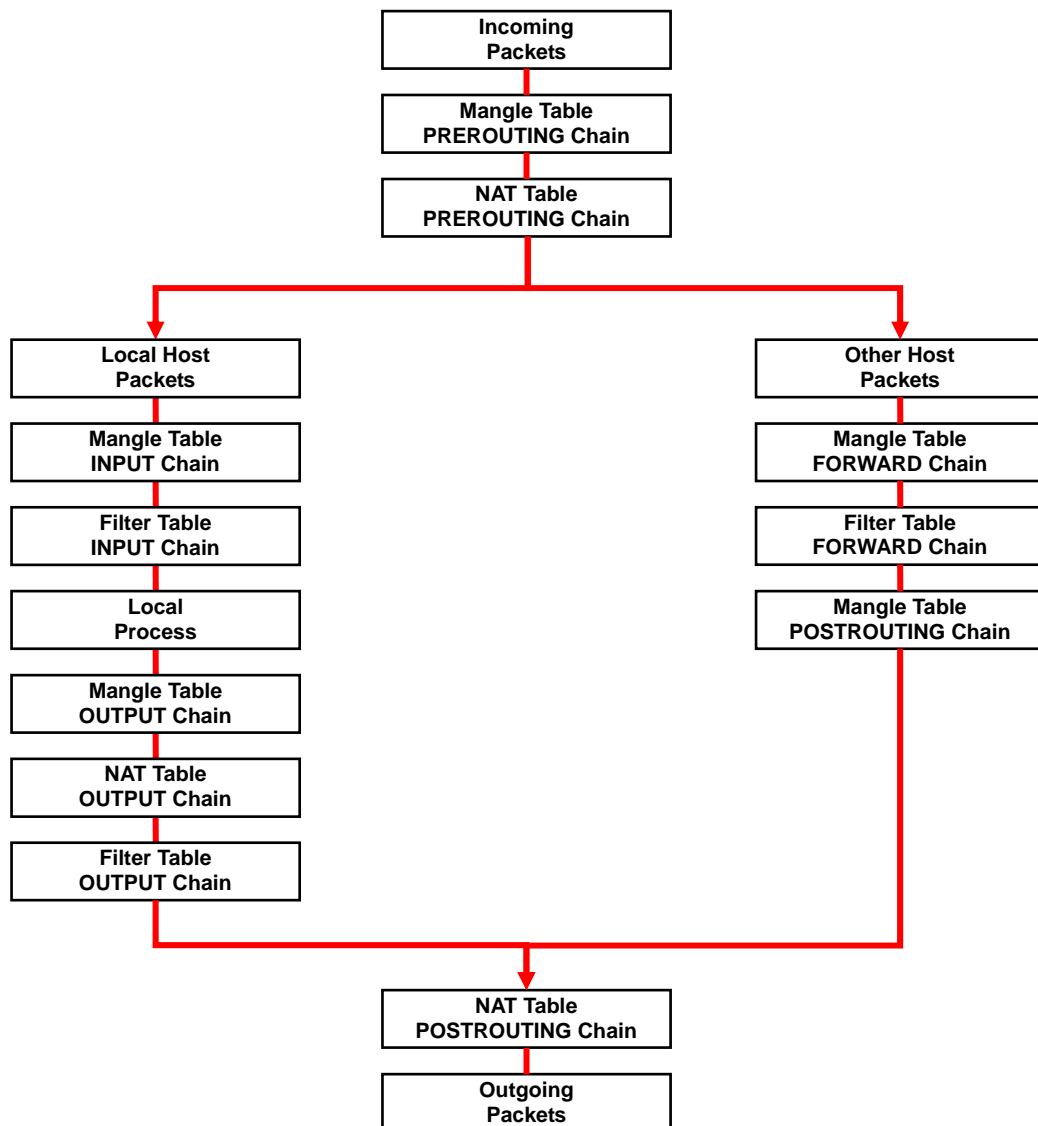 Incoming
Packets
Mangle Table
PREROUTING Chain
NAT Table
PREROUTING Chain
Local Host
Packets
Mangle Table
INPUT Chain
Filter Table
INPUT Chain
Local
Process
Mangle Table
OUTPUT Chain
NAT Table
OUTPUT Chain
Filter Table
OUTPUT Chain
Other Host
Packets
Mangle Table
FORWARD Chain
Filter Table
FORWARD Chain
Mangle Table
POSTROUTING Chain
NAT Table
POSTROUTING Chain
Outgoing
Packets